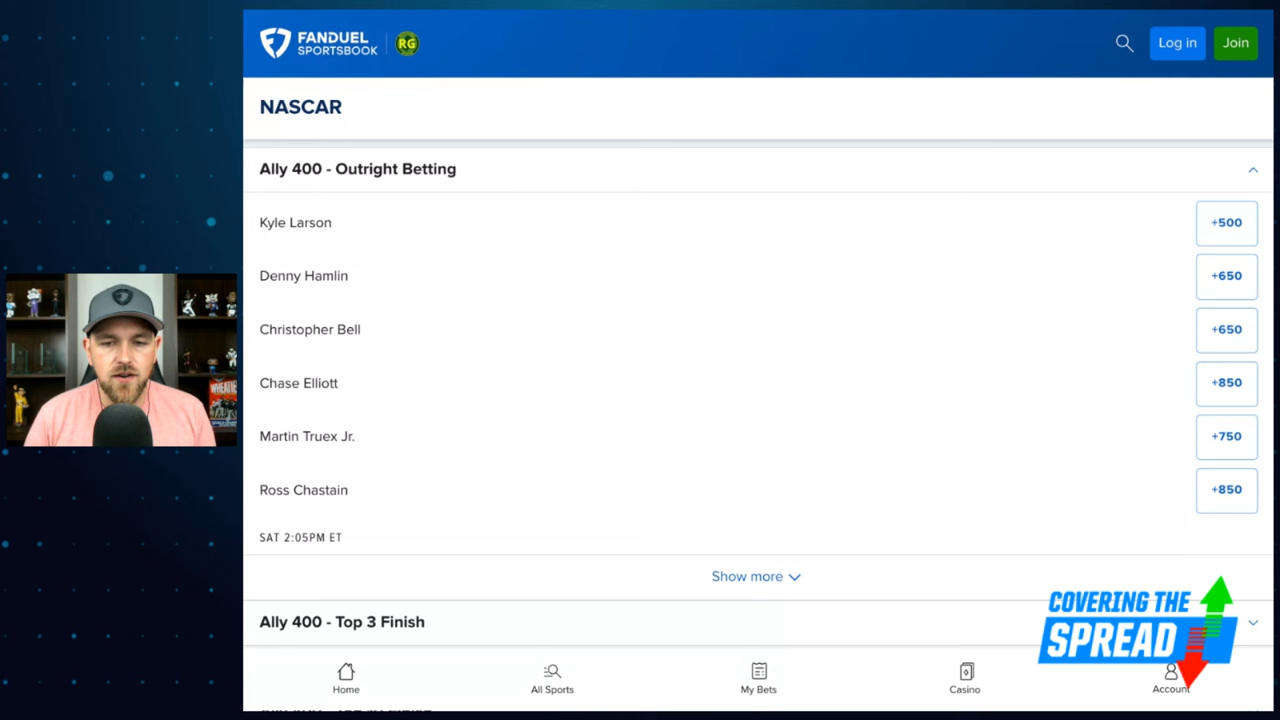 FANDUEL
SPORTSBOOK
RG
Log in
Join
NASCAR
Ally 400 - Outright Betting
Kyle Larson
+500
Denny Hamlin
+650
Christopher Bell
+650
Chase Elliott
+850
Martin Truex Jr.
+750
Ross Chastain
+850
SAT 2:05PM ET
Show more
Ally 400 - Top 3 Finish
COVERING THE
SPREAD
Home
All Sports
My Bets
Casino
Account
WHEATIES